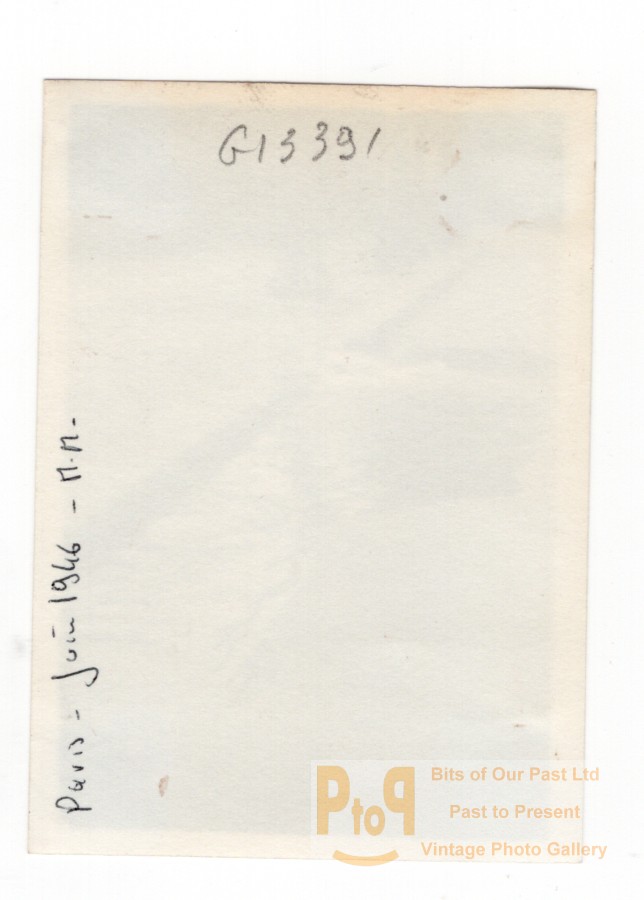 G13391
Paris - Juin 1946 - M.M.-
PtoP
Bits of Our Past Ltd
Past to Present
Vintage Photo Gallery